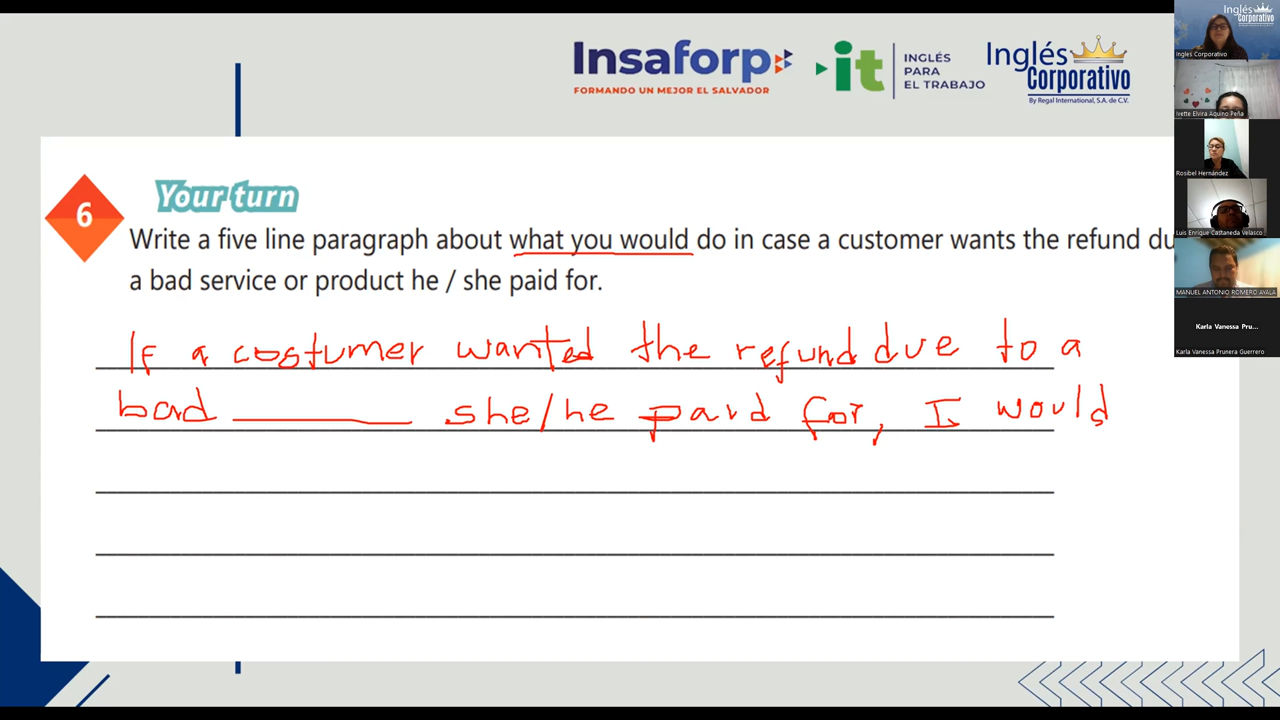 Insaforp
FORMANDO UN MEJOR EL SALVADOR
it
INGLÉS
PARA
EL TRABAJO
Inglés
Corporativo
By Regal International, S.A. de C.V.
6
Your turn
Write a five line paragraph about what you would do in case a customer wants the refund du
a bad service or product he / she paid for.
If a costumer wanted the refund due to a
bad ________ she/he paid for, I would
Inglés
Corporativo
Ingles Corporativo
Ivette Elvira Aquino Peña
Rosibel Hernández
Luis Enrique Castaneda Velasco
MANUEL ANTONIO ROMERO AYALA
Karla Vanessa Pru...
Karla Vanessa Prunera Guerrero